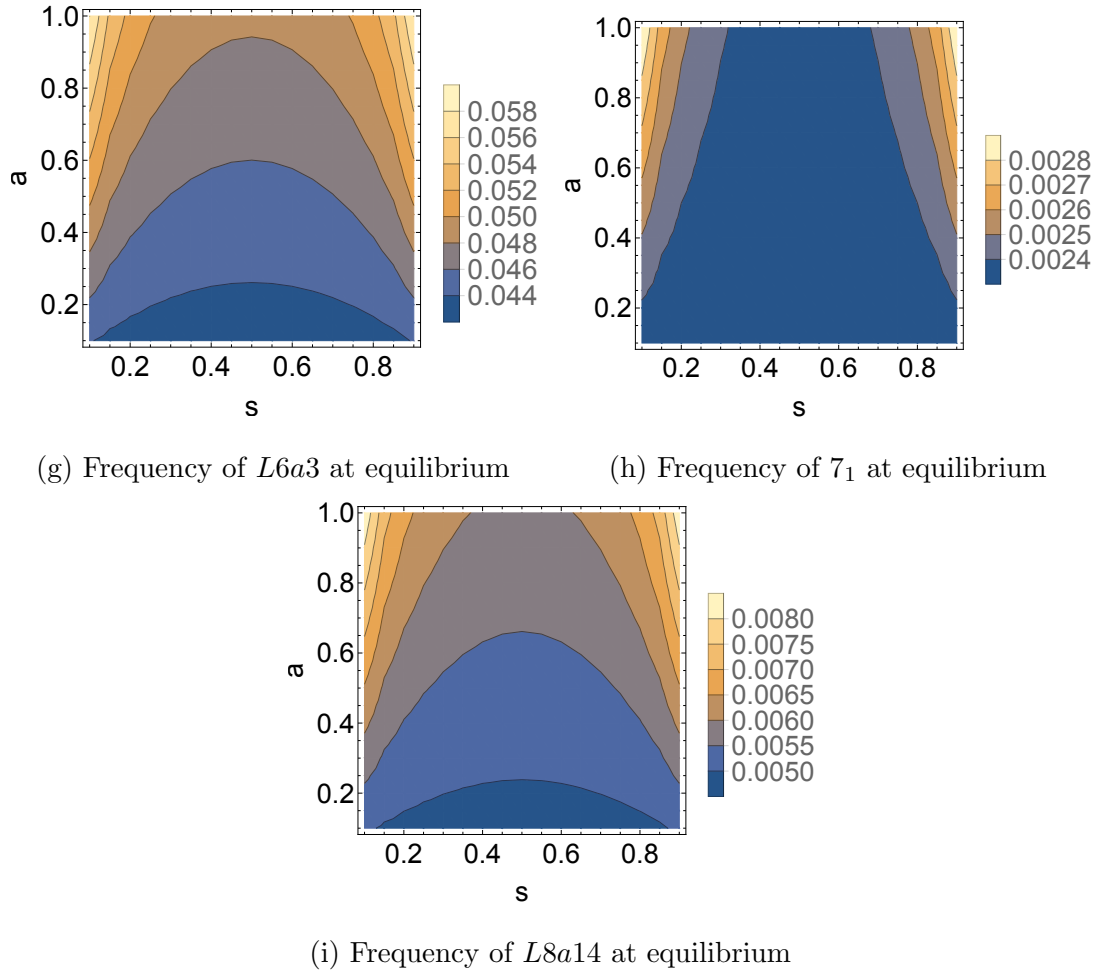 1.0
0.8
0.6
0.4
0.2
a
0.2 0.4 0.6 0.8
s
0.058
0.056
0.054
0.052
0.050
0.048
0.046
0.044
(g) Frequency of L6a3 at equilibrium
1.0
0.8
0.6
0.4
0.2
a
0.2 0.4 0.6 0.8
s
0.0028
0.0027
0.0026
0.0025
0.0024
(h) Frequency of 7₁ at equilibrium
1.0
0.8
0.6
0.4
0.2
a
0.2 0.4 0.6 0.8
s
0.0080
0.0075
0.0070
0.0065
0.0060
0.0055
0.0050
(i) Frequency of L8a14 at equilibrium